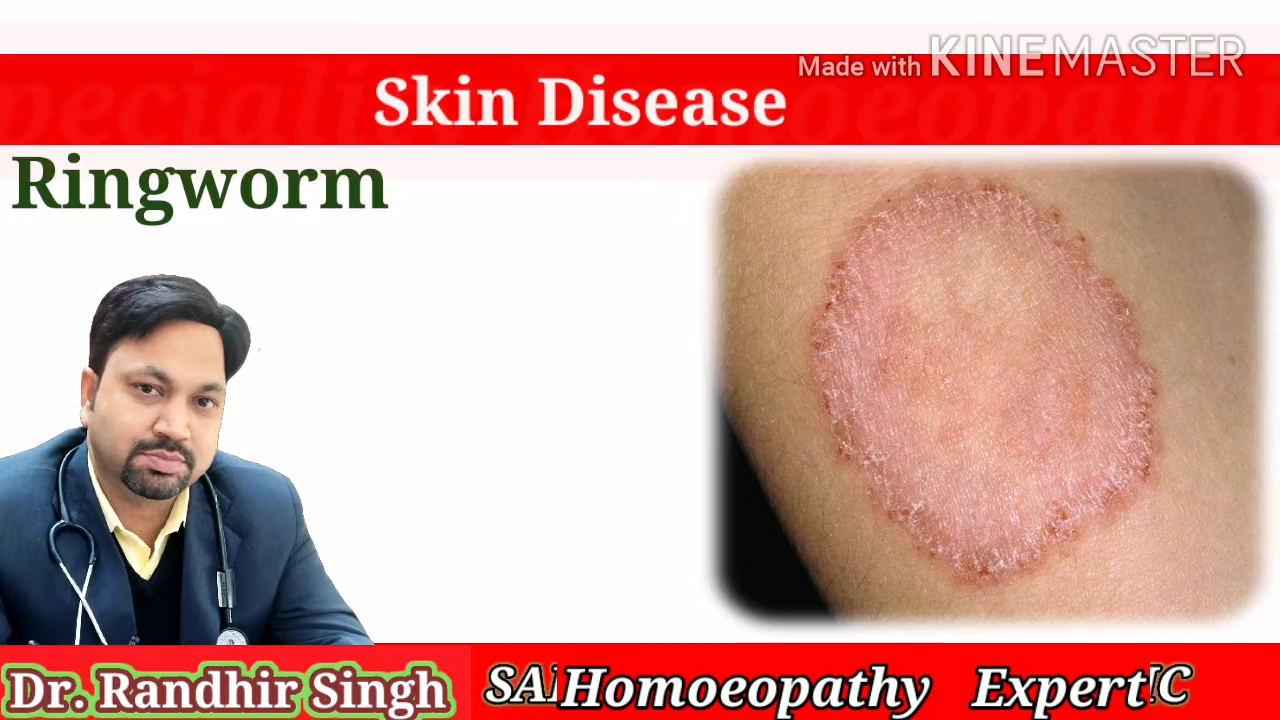 Made with KINEMASTER
Skin Disease
Ringworm
Dr. Randhir Singh
Homoeopathy Expert